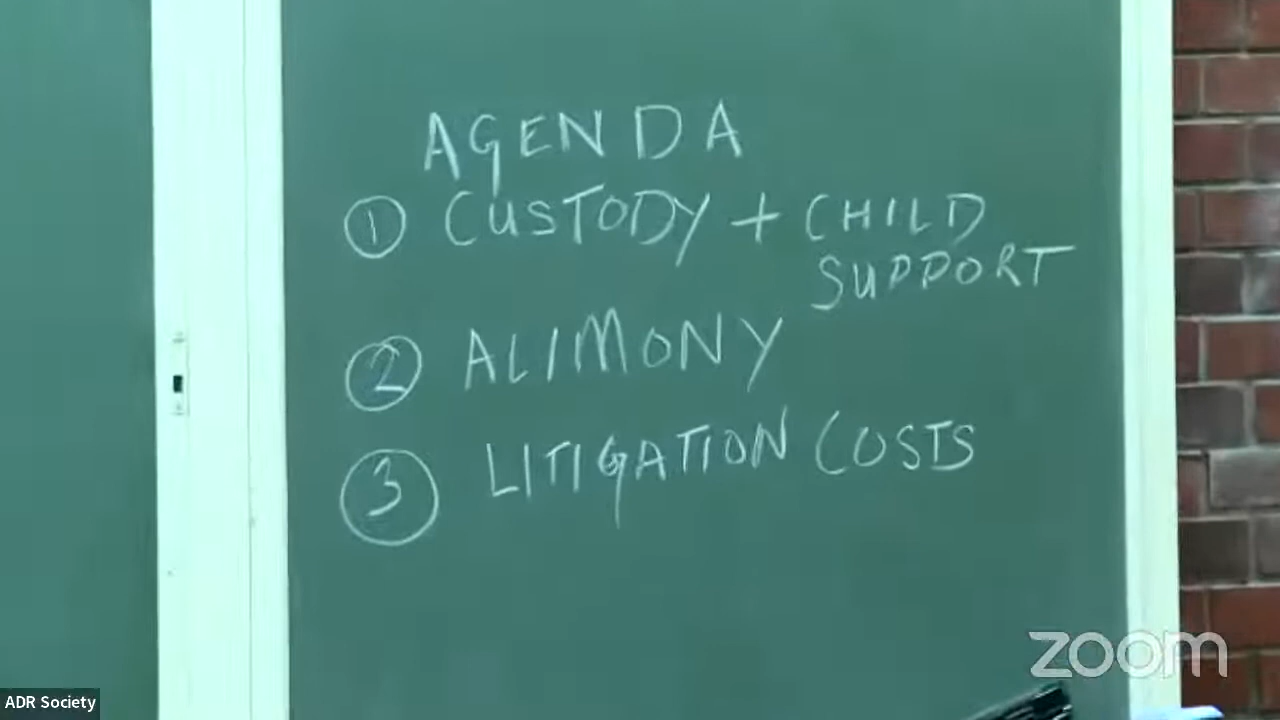 AGENDA
1 CUSTODY + CHILD
SUPPORT
2 ALIMONY
3 LITIGATION COSTS
zoom
ADR Society